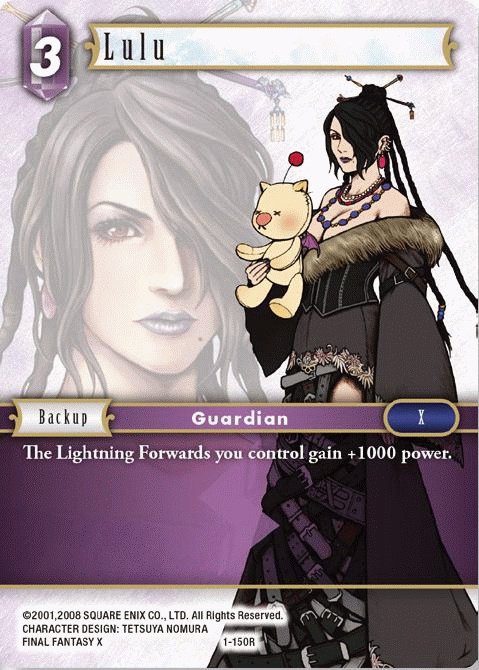 3
Lulu
Backup
Guardian
X
The Lightning Forwards you control gain +1000 power.
©2001,2008 SQUARE ENIX CO., LTD. All Rights Reserved.
CHARACTER DESIGN: TETSUYA NOMURA
FINAL FANTASY X
1-150R